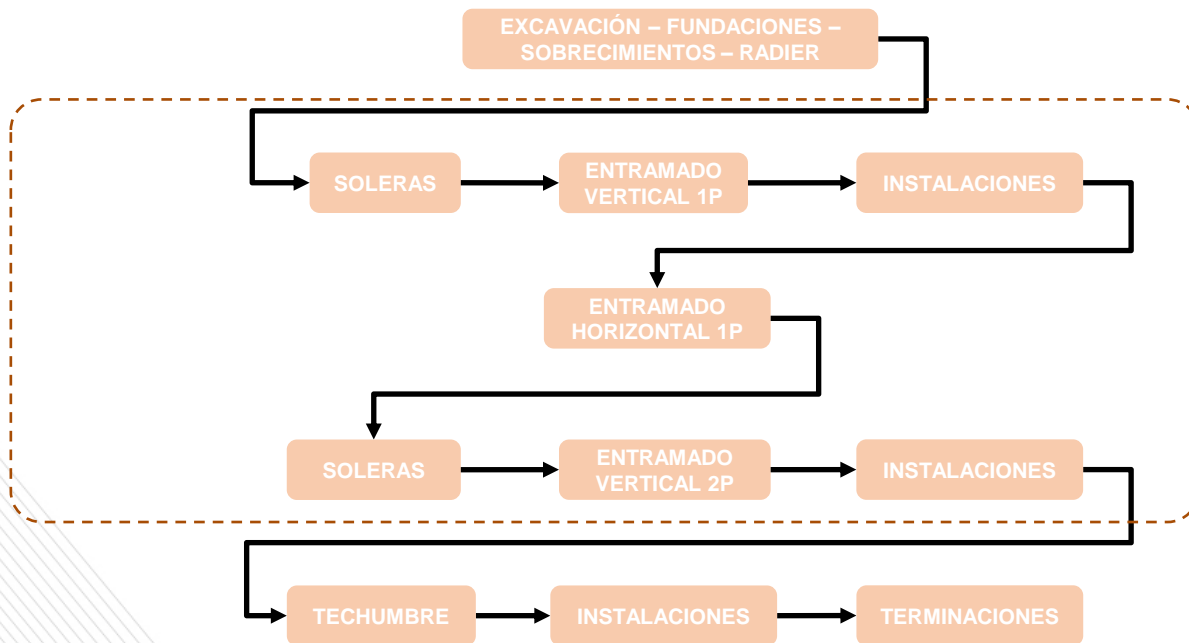 EXCAVACIÓN – FUNDACIONES –
SOBRECIMIENTOS – RADIER
SOLERAS
ENTRAMADO
VERTICAL 1P
INSTALACIONES
ENTRAMADO
HORIZONTAL 1P
SOLERAS
ENTRAMADO
VERTICAL 2P
INSTALACIONES
TECHUMBRE
INSTALACIONES
TERMINACIONES